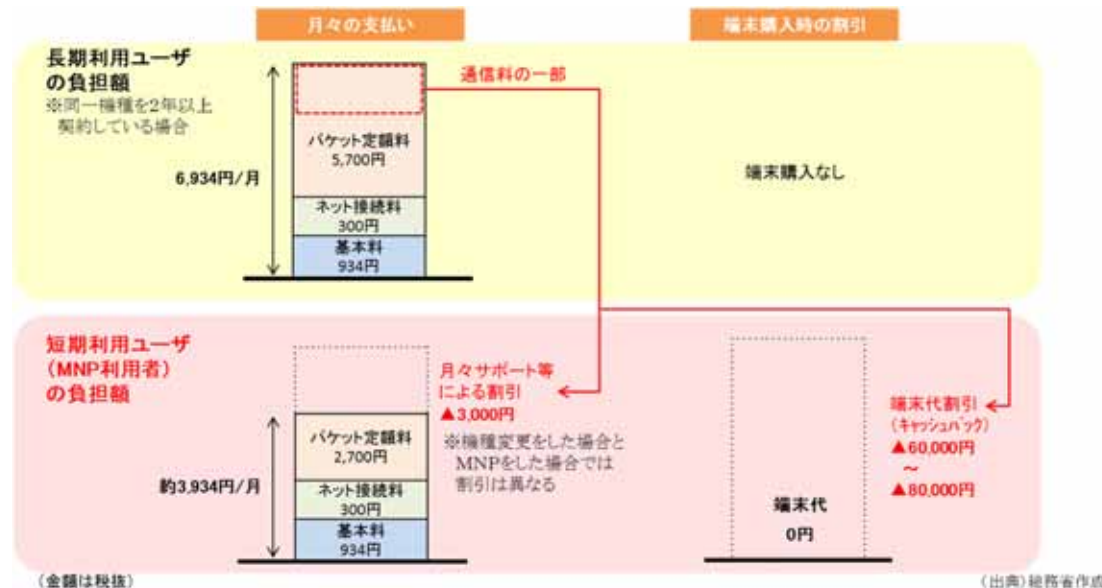 月々の支払い
端末購入時の割引
長期利用ユーザ
の負担額
※同一機種を2年以上
契約している場合
通信料の一部
パケット定額料
5,700円
6,934円/月
端末購入なし
ネット接続料
300円
基本料
934円
短期利用ユーザ
(MNP利用者)
の負担額
月々サポート等
による割引
▲3,000円
※機種変更をした場合と
MNPをした場合では
割引は異なる
パケット定額料
2,700円
約3,934円/月
ネット接続料
300円
基本料
934円
端末代
0円
端末代割引
(キャッシュバック)
▲60,000円
~
▲80,000円
(金額は税抜)
(出典)総務省作成